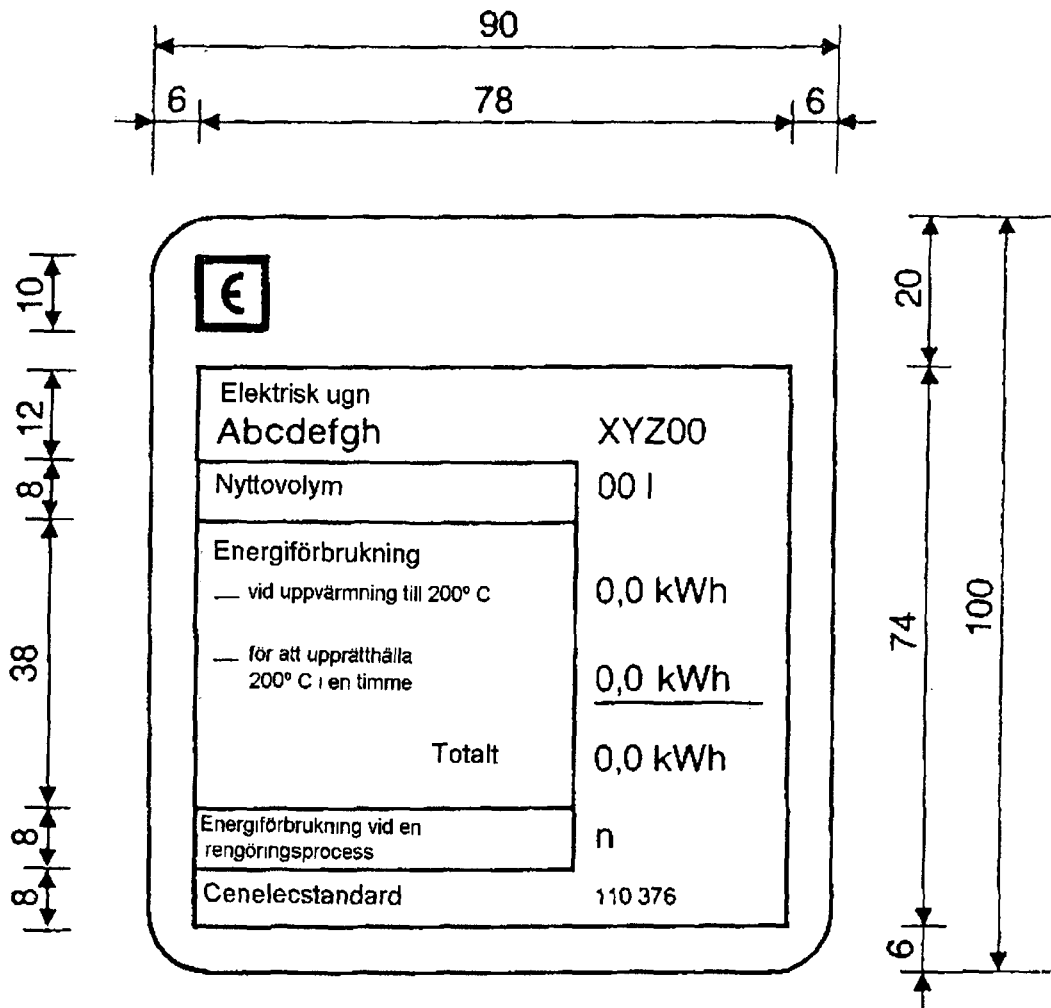 90
6 78 6
10
20
Є
12
Elektrisk ugn
Abcdefgh XYZ00
8
Nyttovolym 00 l
38
Energiförbrukning
— vid uppvärmning till 200° C 0,0 kWh
74
100
— för att upprätthålla
200° C i en timme 0,0 kWh
Totalt 0,0 kWh
8
Energiförbrukning vid en
rengöringsprocess n
8
Cenelecstandard 110 376
6